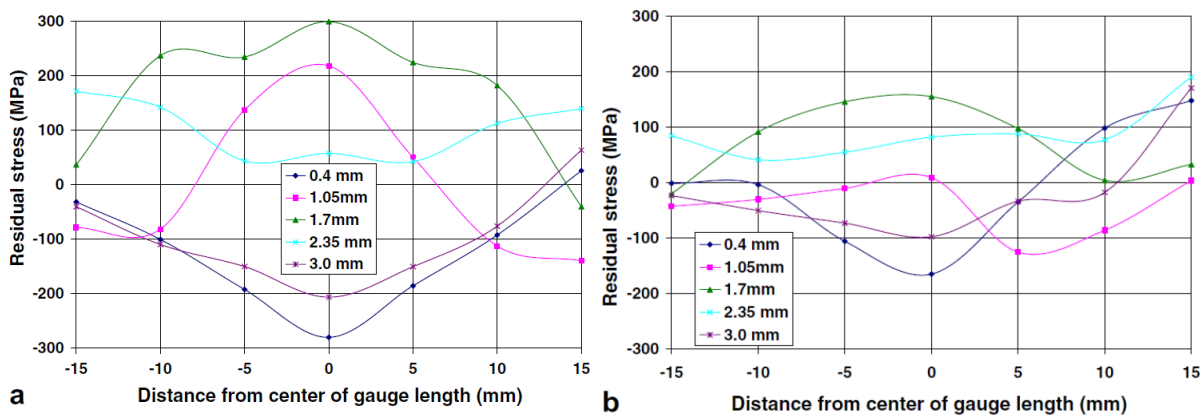 300
200
100
0
-100
-200
-300
Residual stress (MPa)
0.4 mm
1.05mm
1.7mm
2.35 mm
3.0 mm
-15 -10 -5 0 5 10 15
Distance from center of gauge length (mm)
a
300
200
100
0
-100
-200
-300
Residual stress (MPa)
0.4 mm
1.05mm
1.7mm
2.35 mm
3.0 mm
-15 -10 -5 0 5 10 15
Distance from center of gauge length (mm)
b